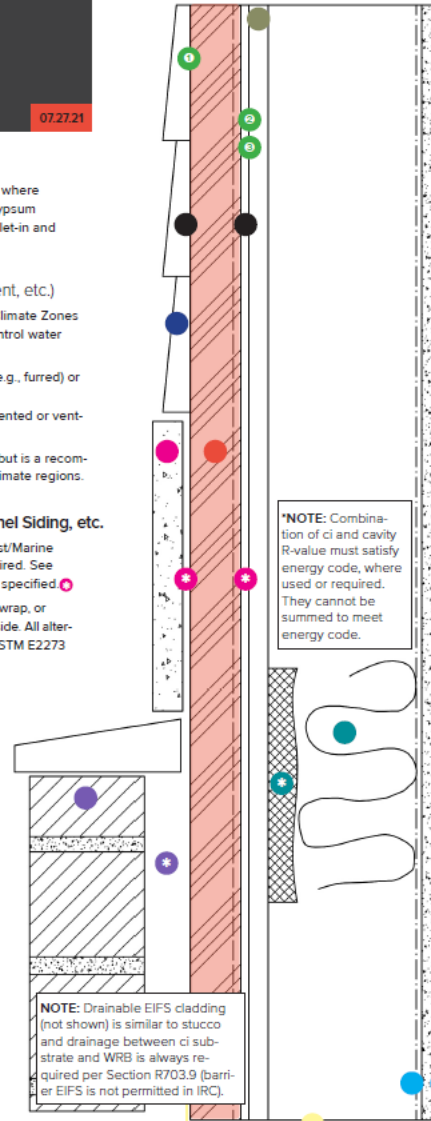 07.27.21
where
ypsum
let-in and
ent, etc.)
limate Zones
ntrol water
e.g., furred) or
ented or vent-
but is a recom-
imate regions.
nel Siding, etc.
st/Marine
ired. See
specified.*
wrap, or
ide. All alter-
STM E2273
1
2
3
*
*
*NOTE: Combina-
tion of ci and cavity
R-value must satisfy
energy code, where
used or required.
They cannot be
summed to meet
energy code.
*
*
NOTE: Drainable EIFS cladding
(not shown) is similar to stucco
and drainage between ci sub-
strate and WRB is always re-
quired per Section R703.9 (barri-
er EIFS is not permitted in IRC).